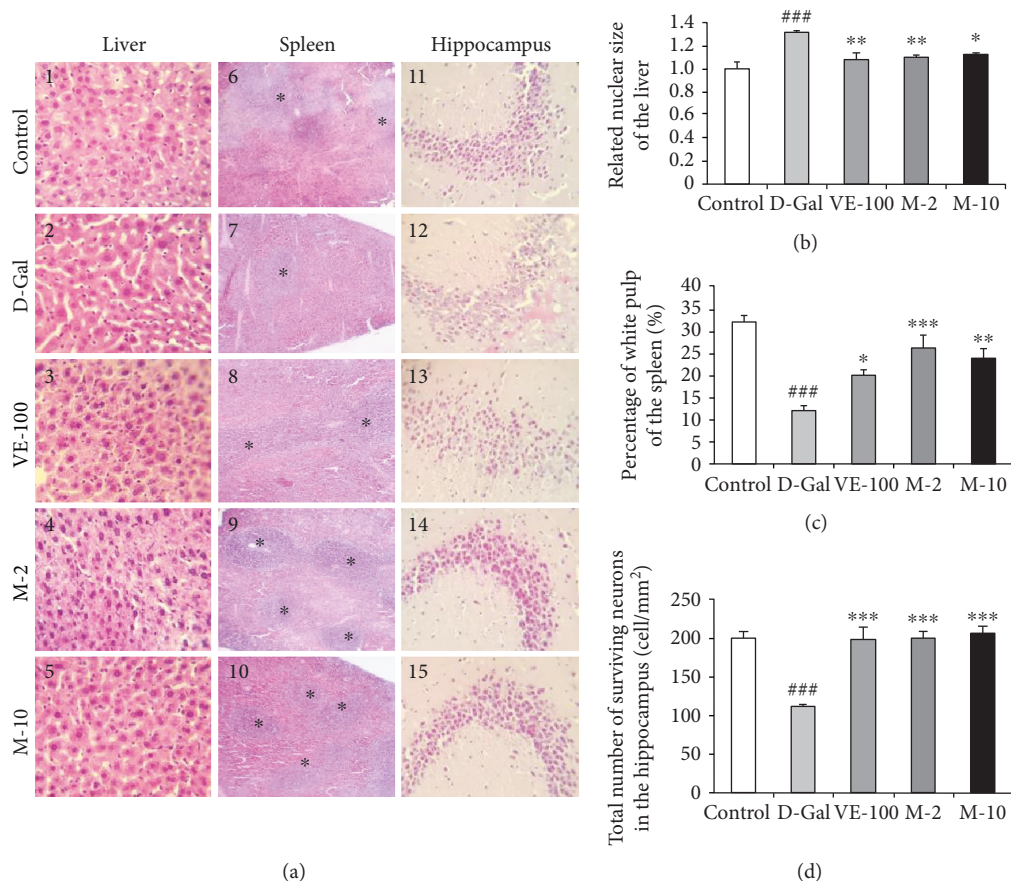 Liver Spleen Hippocampus
Control 1 6 * * 11
D-Gal 2 7 * 12
VE-100 3 8 * * 13
M-2 4 9 * * * * 14
M-10 5 10 * * * * 15
(a)
Related nuclear size
of the liver
1.4
1.2
1.0
0.8
0.6
0.4
1.2
0
### ** ** *
Control D-Gal VE-100 M-2 M-10
(b)
Percentage of white pulp
of the spleen (%)
40
35
30
25
20
15
10
5
0
### * *** **
Control D-Gal VE-100 M-2 M-10
(c)
Total number of surviving neurons
in the hippocampus (cell/mm²)
250
200
150
100
50
0
### *** *** ***
Control D-Gal VE-100 M-2 M-10
(d)